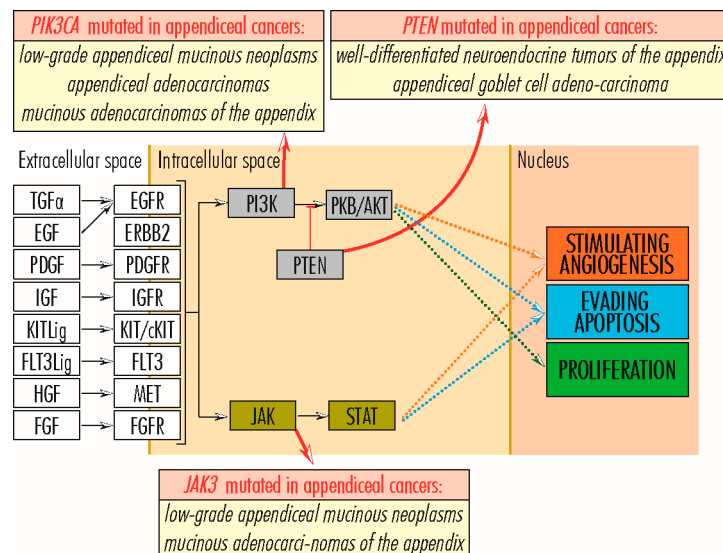 PIK3CA mutated in appendiceal cancers:
low-grade appendiceal mucinous neoplasms
appendiceal adenocarcinomas
mucinous adenocarcinomas of the appendix
PTEN mutated in appendiceal cancers:
well-differentiated neuroendocrine tumors of the appendix
appendiceal goblet cell adeno-carcinoma
Extracellular space
Intracellular space
Nucleus
TGFα
EGFR
EGF
ERBB2
PDGF
PDGFR
IGF
IGFR
KITLig
KIT/cKIT
FLT3Lig
FLT3
HGF
MET
FGF
FGFR
PI3K
PKB/AKT
PTEN
JAK
STAT
STIMULATING
ANGIOGENESIS
EVADING
APOPTOSIS
PROLIFERATION
JAK3 mutated in appendiceal cancers:
low-grade appendiceal mucinous neoplasms
mucinous adenocarci-nomas of the appendix